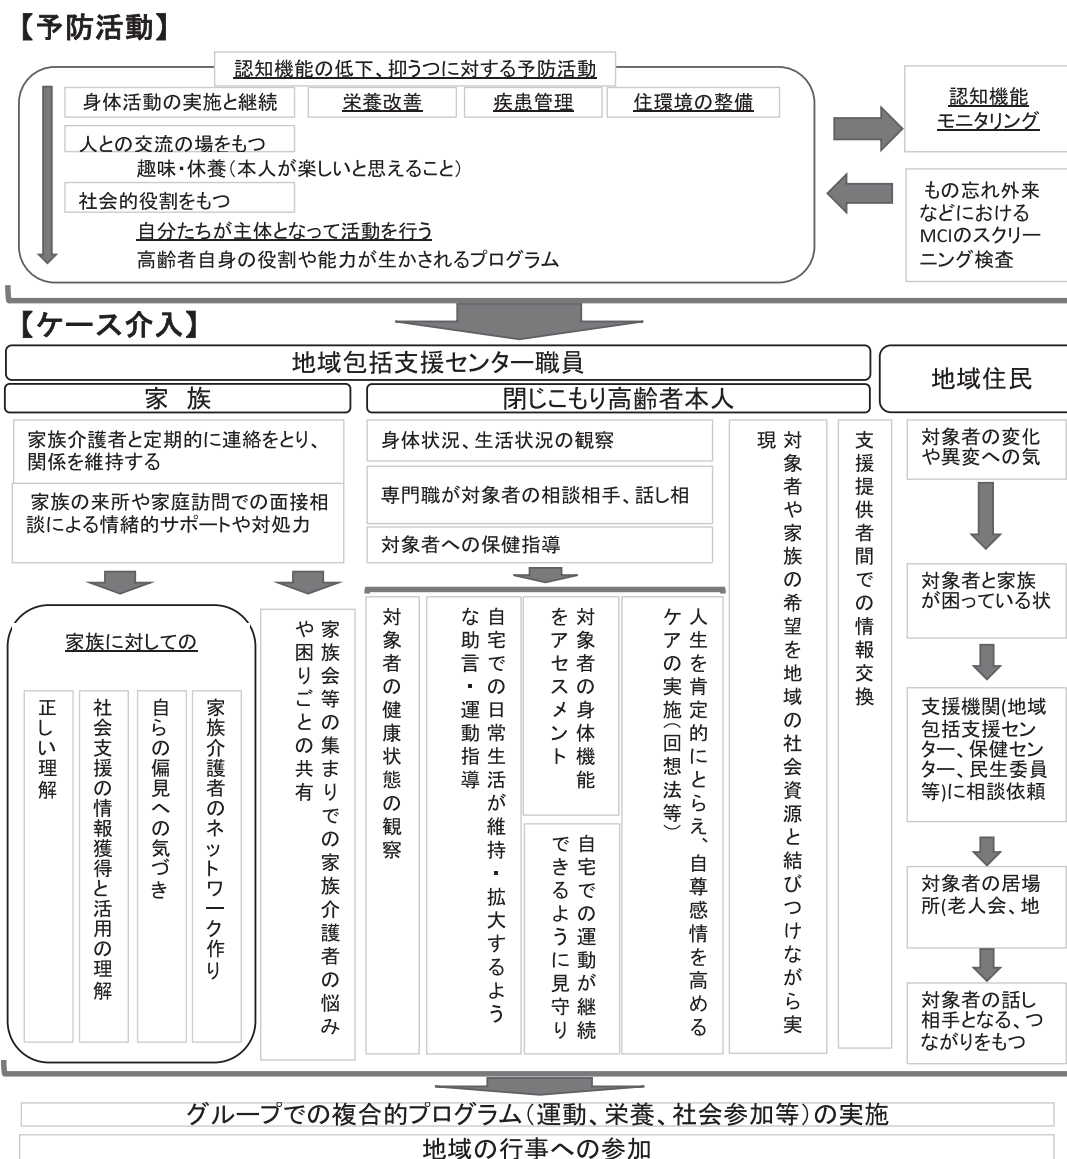 【予防活動】
認知機能の低下、抑うつに対する予防活動
身体活動の実施と継続
栄養改善
疾患管理
住環境の整備
人との交流の場をもつ
趣味・休養(本人が楽しいと思えること)
社会的役割をもつ
自分たちが主体となって活動を行う
高齢者自身の役割や能力が生かされるプログラム
認知機能
モニタリング
もの忘れ外来
などにおける
MCIのスクリー
ニング検査
【ケース介入】
地域包括支援センター職員
家 族
閉じこもり高齢者本人
地域住民
家族介護者と定期的に連絡をとり、
関係を維持する
家族の来所や家庭訪問での面接相
談による情緒的サポートや対処力
家族に対しての
正しい理解
社会支援の情報獲得と活用の理解
自らの偏見への気づき
家族介護者のネットワーク作り
家族会等の集まりでの家族介護者の悩み
や困りごとの共有
身体状況、生活状況の観察
専門職が対象者の相談相手、話し相
対象者への保健指導
対象者の健康状態の観察
自宅での日常生活が維持・拡大するよう
な助言・運動指導
対象者の身体機能
をアセスメント
自宅での運動が継続
できるように見守り
人生を肯定的にとらえ、自尊感情を高める
ケアの実施(回想法等)
対象者や家族の希望を地域の社会資源と結びつけながら実
現
支援提供者間での情報交換
対象者の変化
や異変への気
対象者と家族
が困っている状
支援機関(地域
包括支援セン
ター、保健セン
ター、民生委員
等)に相談依頼
対象者の居場
所(老人会、地
対象者の話し
相手となる、つ
ながりをもつ
グループでの複合的プログラム(運動、栄養、社会参加等)の実施
地域の行事への参加